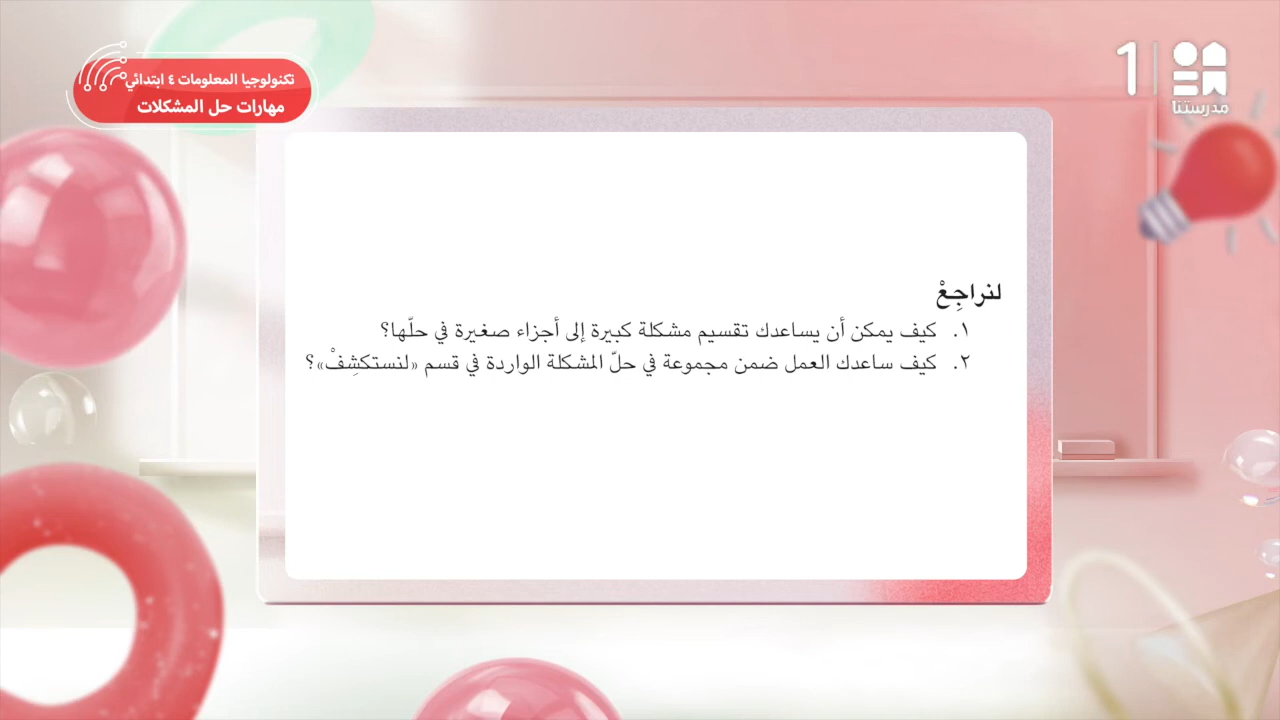 تكنولوجيا المعلومات ٤ ابتدائي
مهارات حل المشكلات
1
مدرستنا
لنراجِعْ
١. كيف يمكن أن يساعدك تقسيم مشكلة كبيرة إلى أجزاء صغيرة في حلّها؟
٢. كيف ساعدك العمل ضمن مجموعة في حلّ المشكلة الواردة في قسم «لنستكشِفْ»؟